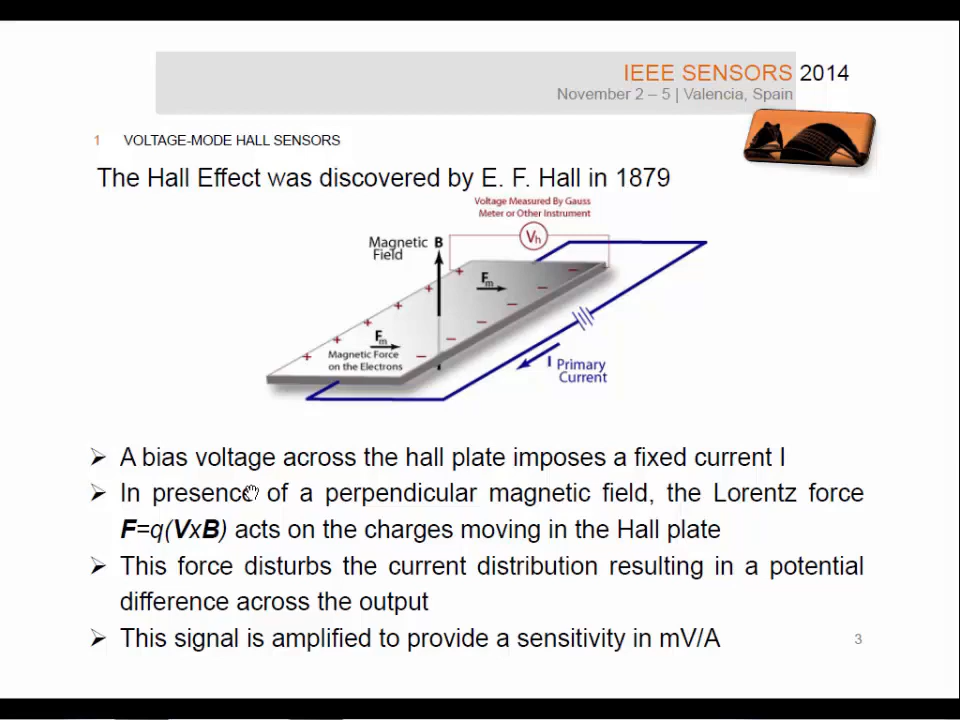 IEEE SENSORS 2014
November 2 – 5 | Valencia, Spain
1 VOLTAGE-MODE HALL SENSORS
The Hall Effect was discovered by E. F. Hall in 1879
Voltage Measured By Gauss
Meter or Other Instrument
Vh
Magnetic B
Field
Fm
Fm
Magnetic Force
on the Electrons
I Primary
Current
➢ A bias voltage across the hall plate imposes a fixed current I
➢ In presence of a perpendicular magnetic field, the Lorentz force
F=q(VxB) acts on the charges moving in the Hall plate
➢ This force disturbs the current distribution resulting in a potential
difference across the output
➢ This signal is amplified to provide a sensitivity in mV/A
3